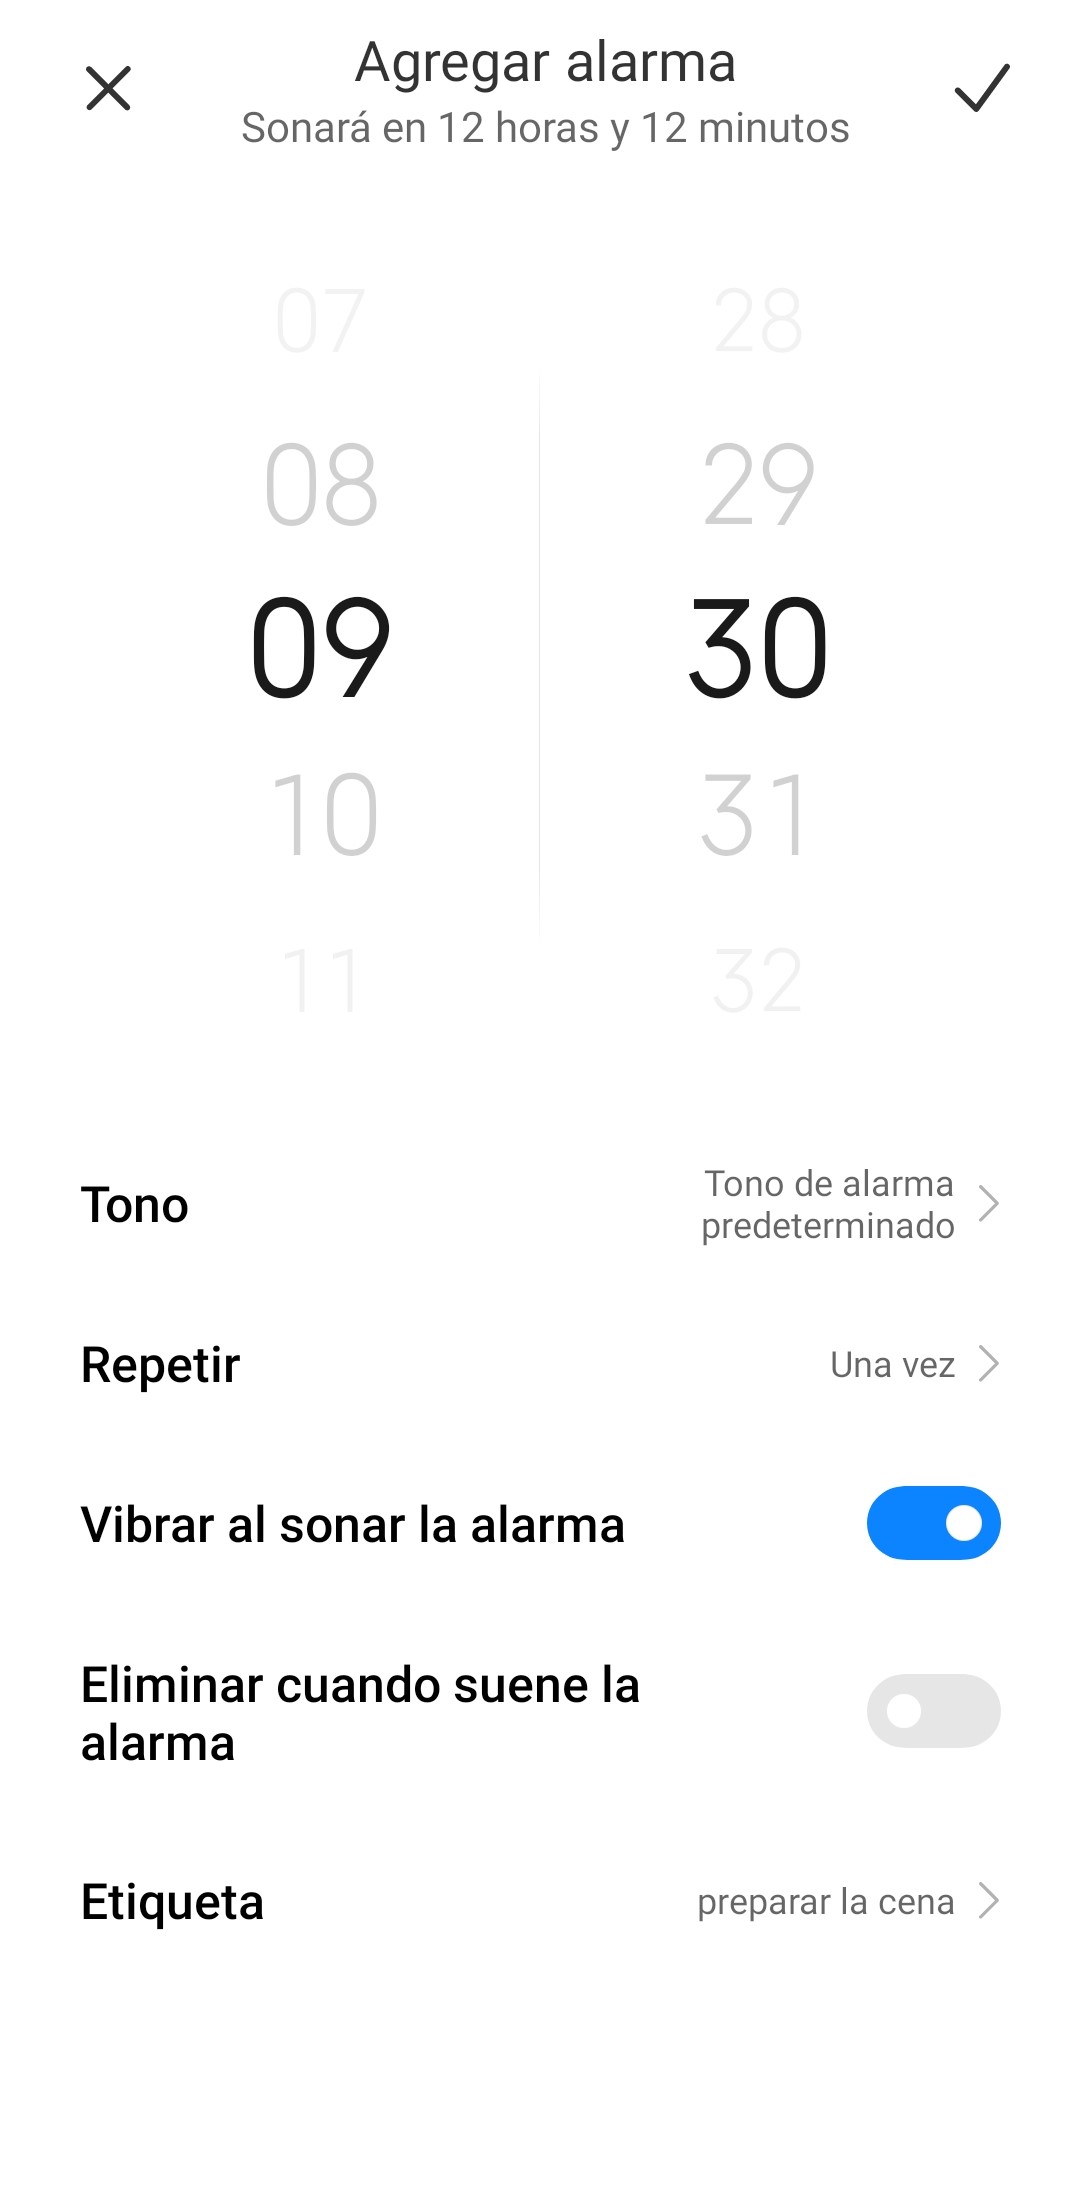 Agregar alarma
Sonará en 12 horas y 12 minutos
07 28
08 29
09 30
10 31
11 32
Tono
Tono de alarma
predeterminado
Repetir
Una vez
Vibrar al sonar la alarma
Eliminar cuando suene la
alarma
Etiqueta
preparar la cena